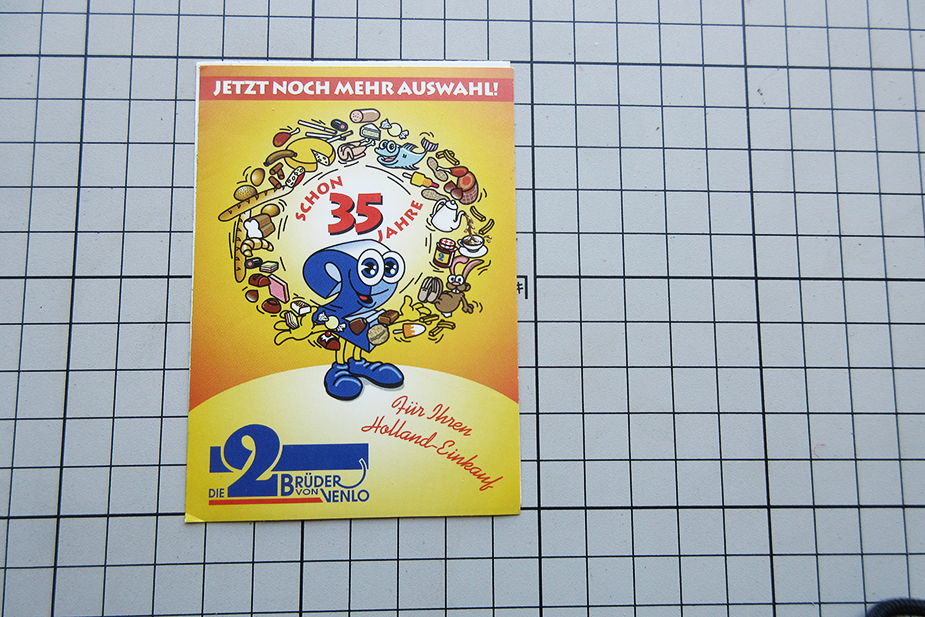 JETZT NOCH MEHR AUSWAHL!
SCHON
35
JAHRE
Für Ihren
Holland-Einkauf
DIE 2 BRÜDER
VON VENLO